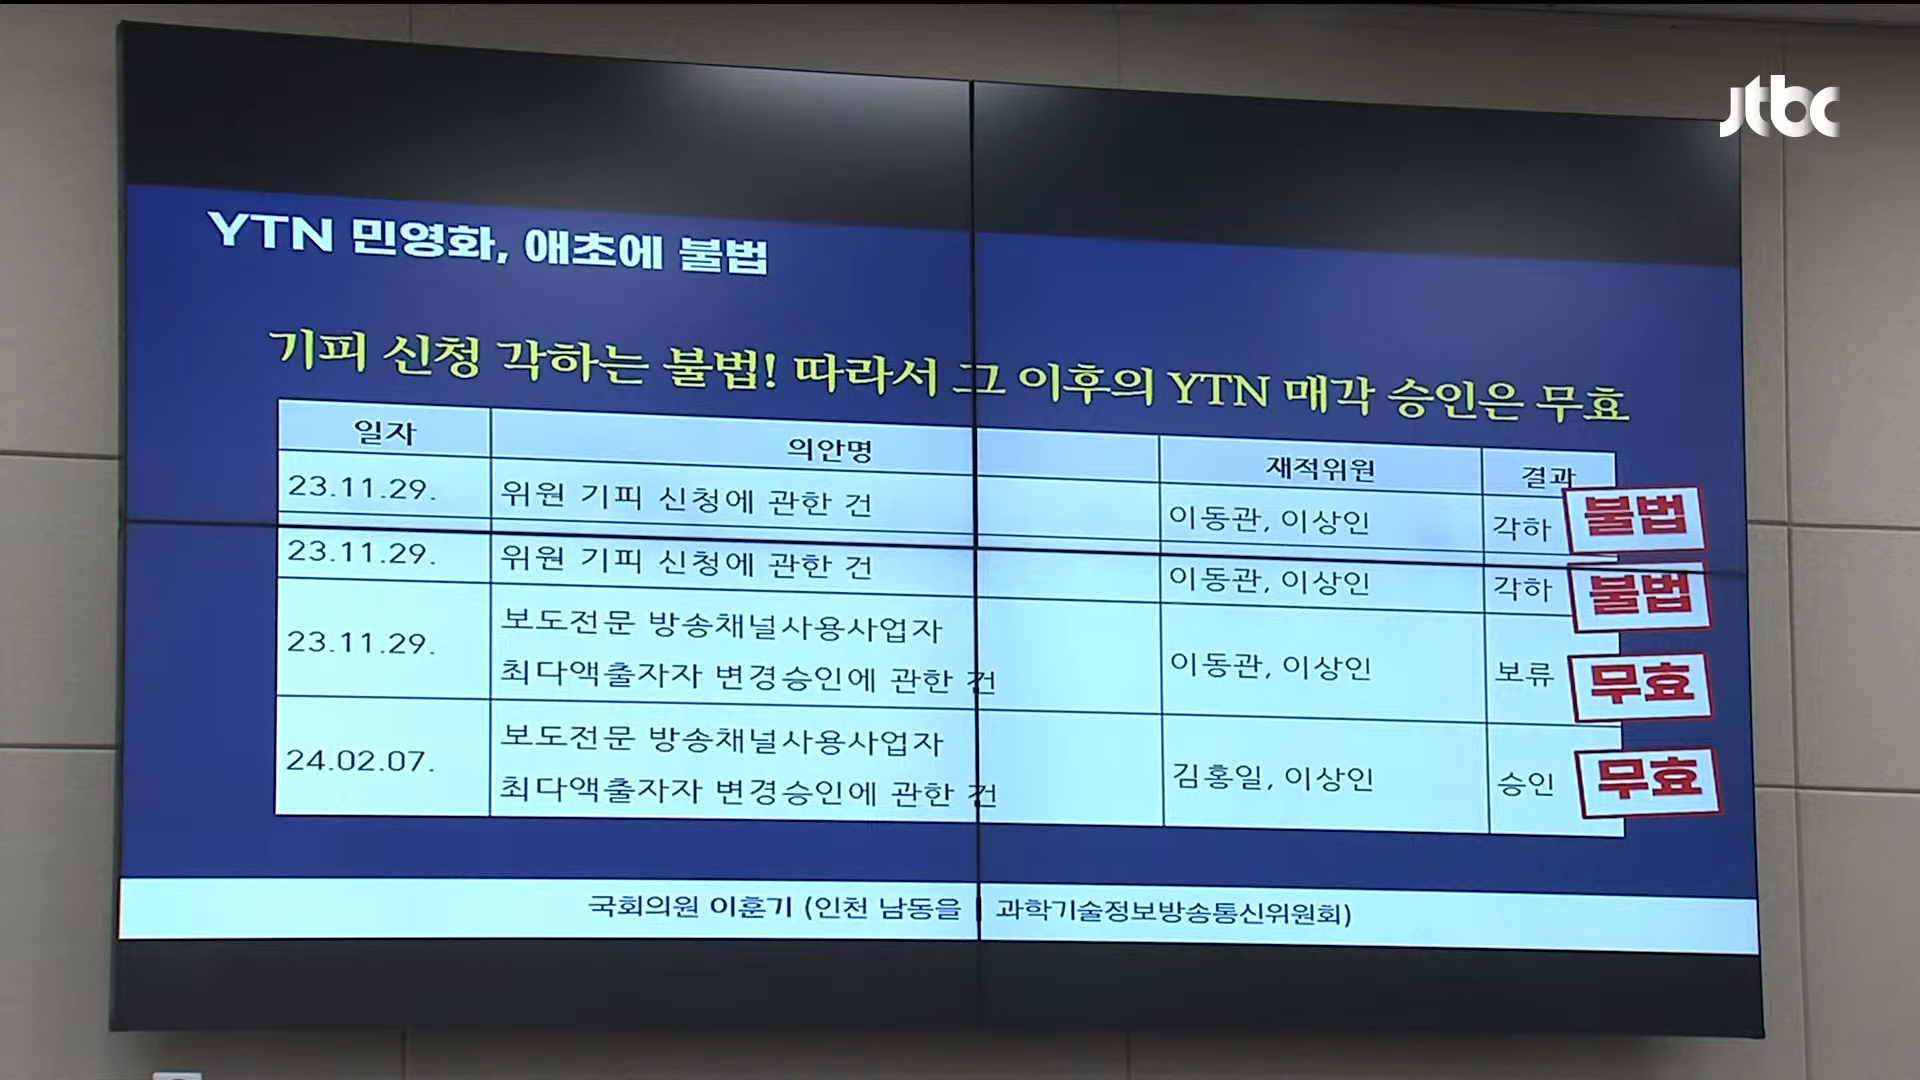 jtbc
YTN 민영화, 애초에 불법
기피 신청 각하는 불법! 따라서 그 이후의 YTN 매각 승인은 무효
일자 의안명 재적위원 결과
23.11.29. 위원 기피 신청에 관한 건 이동관, 이상인 각하 불법
23.11.29. 위원 기피 신청에 관한 건 이동관, 이상인 각하 불법
23.11.29. 보도전문 방송채널사용사업자
최다액출자자 변경승인에 관한 건 이동관, 이상인 보류 무효
24.02.07. 보도전문 방송채널사용사업자
최다액출자자 변경승인에 관한 건 김홍일, 이상인 승인 무효
국회의원 이훈기 (인천 남동을 | 과학기술정보방송통신위원회)